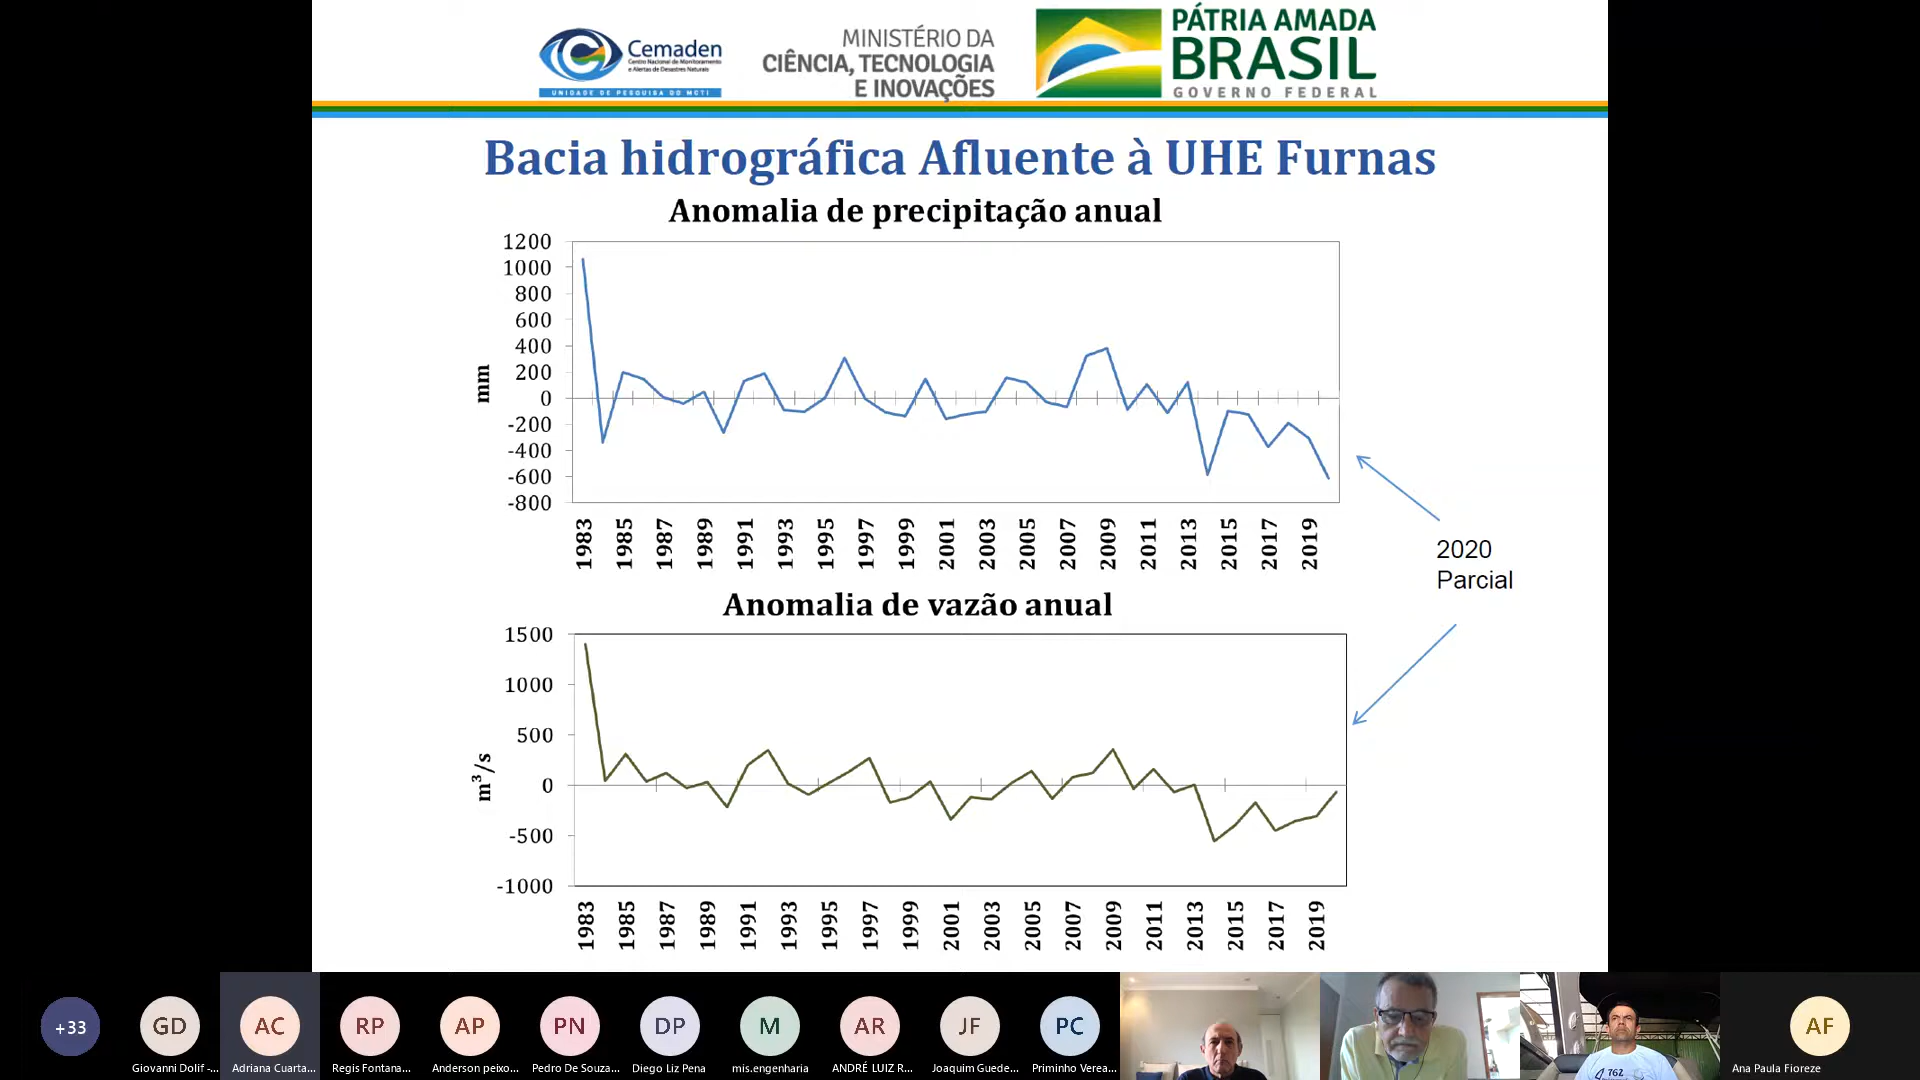 Cemaden
Centro Nacional de Monitoramento
e Alertas de Desastres Naturais
UNIDADE DE PESQUISA DO MCTI
MINISTÉRIO DA
CIÊNCIA, TECNOLOGIA
E INOVAÇÕES
PÁTRIA AMADA
BRASIL
GOVERNO FEDERAL
Bacia hidrográfica Afluente à UHE Furnas
Anomalia de precipitação anual
mm
1200
1000
800
600
400
200
0
-200
-400
-600
-800
1983 1985 1987 1989 1991 1993 1995 1997 1999 2001 2003 2005 2007 2009 2011 2013 2015 2017 2019
2020
Parcial
Anomalia de vazão anual
m³/s
1500
1000
500
0
-500
-1000
1983 1985 1987 1989 1991 1993 1995 1997 1999 2001 2003 2005 2007 2009 2011 2013 2015 2017 2019
+33 GD AC RP AP PN DP M AR JF PC AF
Giovanni Dolif -... Adriana Cuarta... Regis Fontana... Anderson peixo... Pedro De Souza... Diego Liz Pena mis.engenharia ANDRÉ LUIZ R... Joaquim Guede... Priminho Verea... Ana Paula Fioreze
762